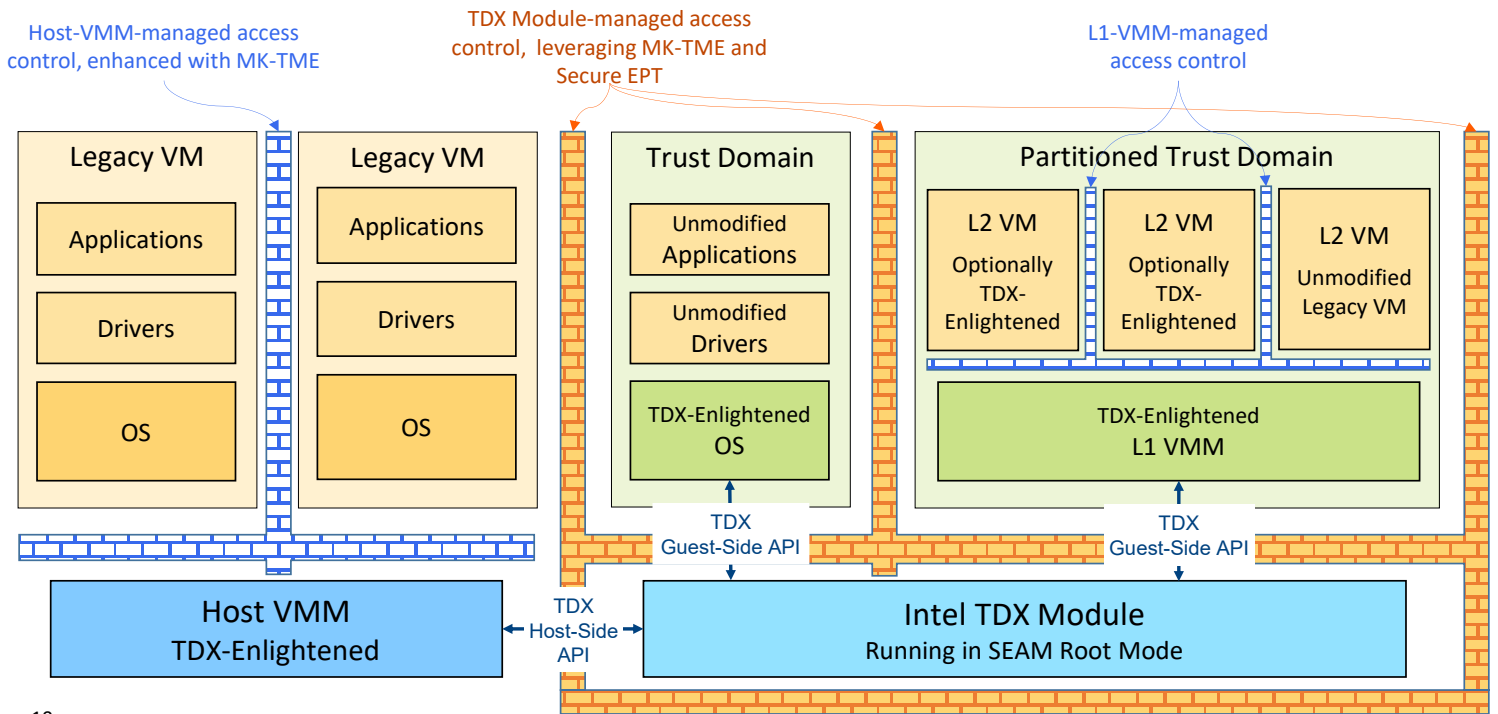 Host-VMM-managed access
control, enhanced with MK-TME
TDX Module-managed access
control, leveraging MK-TME and
Secure EPT
L1-VMM-managed
access control
Legacy VM
Applications
Drivers
OS
Legacy VM
Applications
Drivers
OS
Trust Domain
Unmodified
Applications
Unmodified
Drivers
TDX-Enlightened
OS
Partitioned Trust Domain
L2 VM
Optionally
TDX-
Enlightened
L2 VM
Optionally
TDX-
Enlightened
L2 VM
Unmodified
Legacy VM
TDX-Enlightened
L1 VMM
TDX
Guest-Side API
TDX
Guest-Side API
Host VMM
TDX-Enlightened
TDX
Host-Side
API
Intel TDX Module
Running in SEAM Root Mode